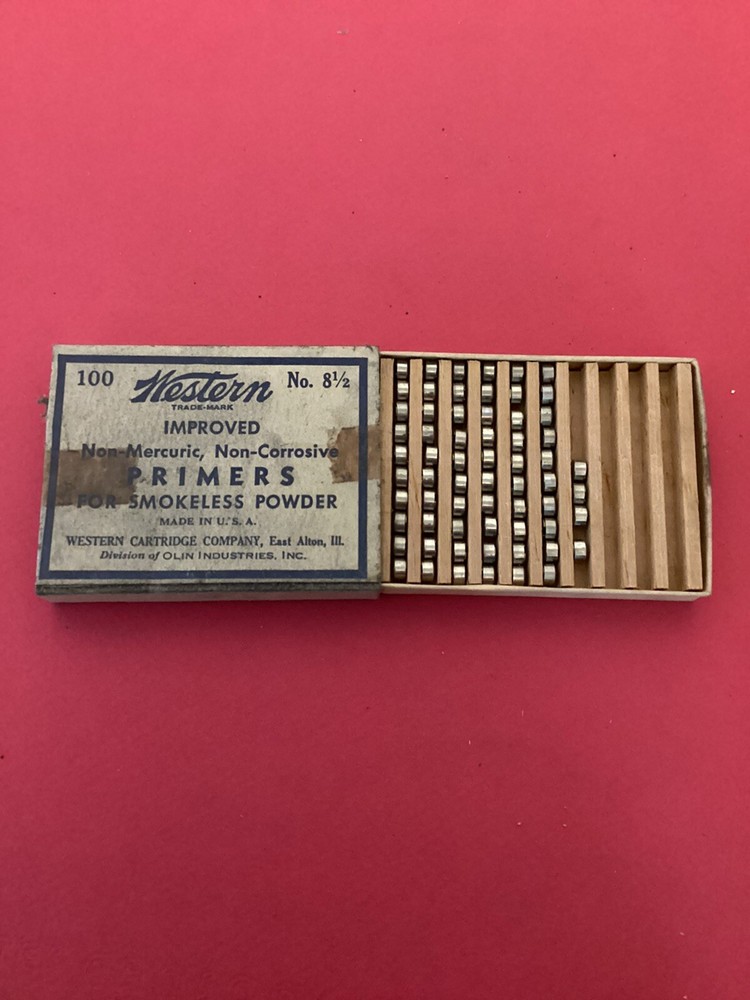 100 Western No. 8½
TRADE-MARK
IMPROVED
Non-Mercuric, Non-Corrosive
PRIMERS
FOR SMOKELESS POWDER
MADE IN U. S. A.
WESTERN CARTRIDGE COMPANY, East Alton, Ill.
Division of OLIN INDUSTRIES, INC.